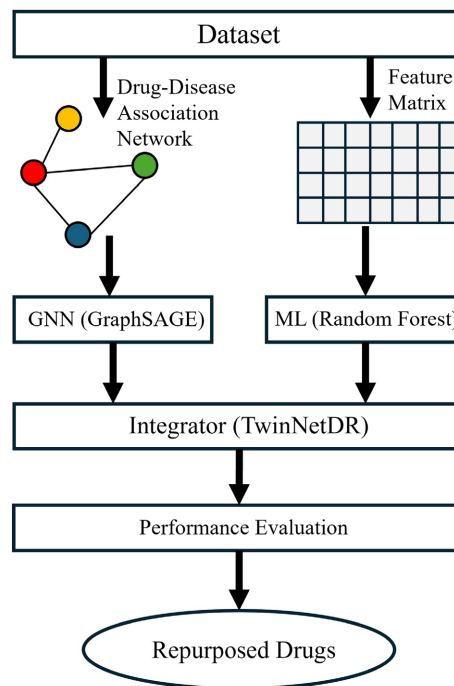 Dataset
Drug-Disease
Association
Network
Feature
Matrix
GNN (GraphSAGE)
ML (Random Forest)
Integrator (TwinNetDR)
Performance Evaluation
Repurposed Drugs